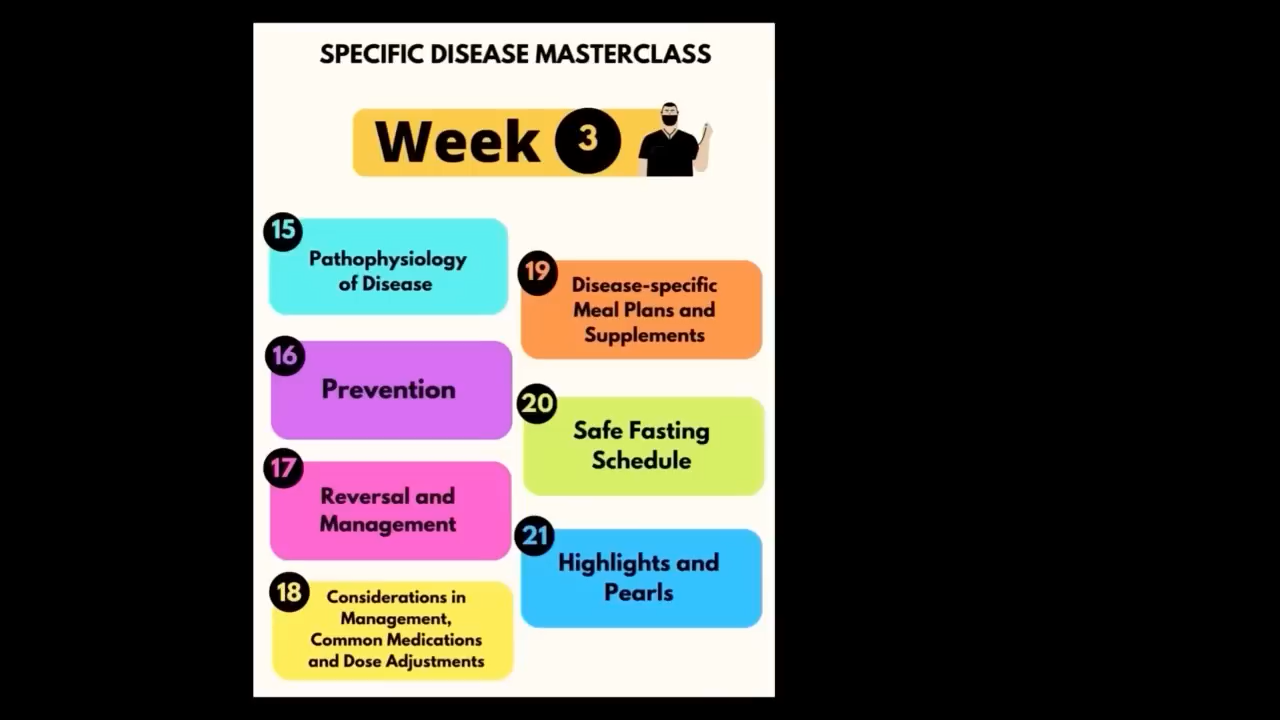 SPECIFIC DISEASE MASTERCLASS
Week 3
15
Pathophysiology
of Disease
16
Prevention
17
Reversal and
Management
18
Considerations in
Management,
Common Medications
and Dose Adjustments
19
Disease-specific
Meal Plans and
Supplements
20
Safe Fasting
Schedule
21
Highlights and
Pearls